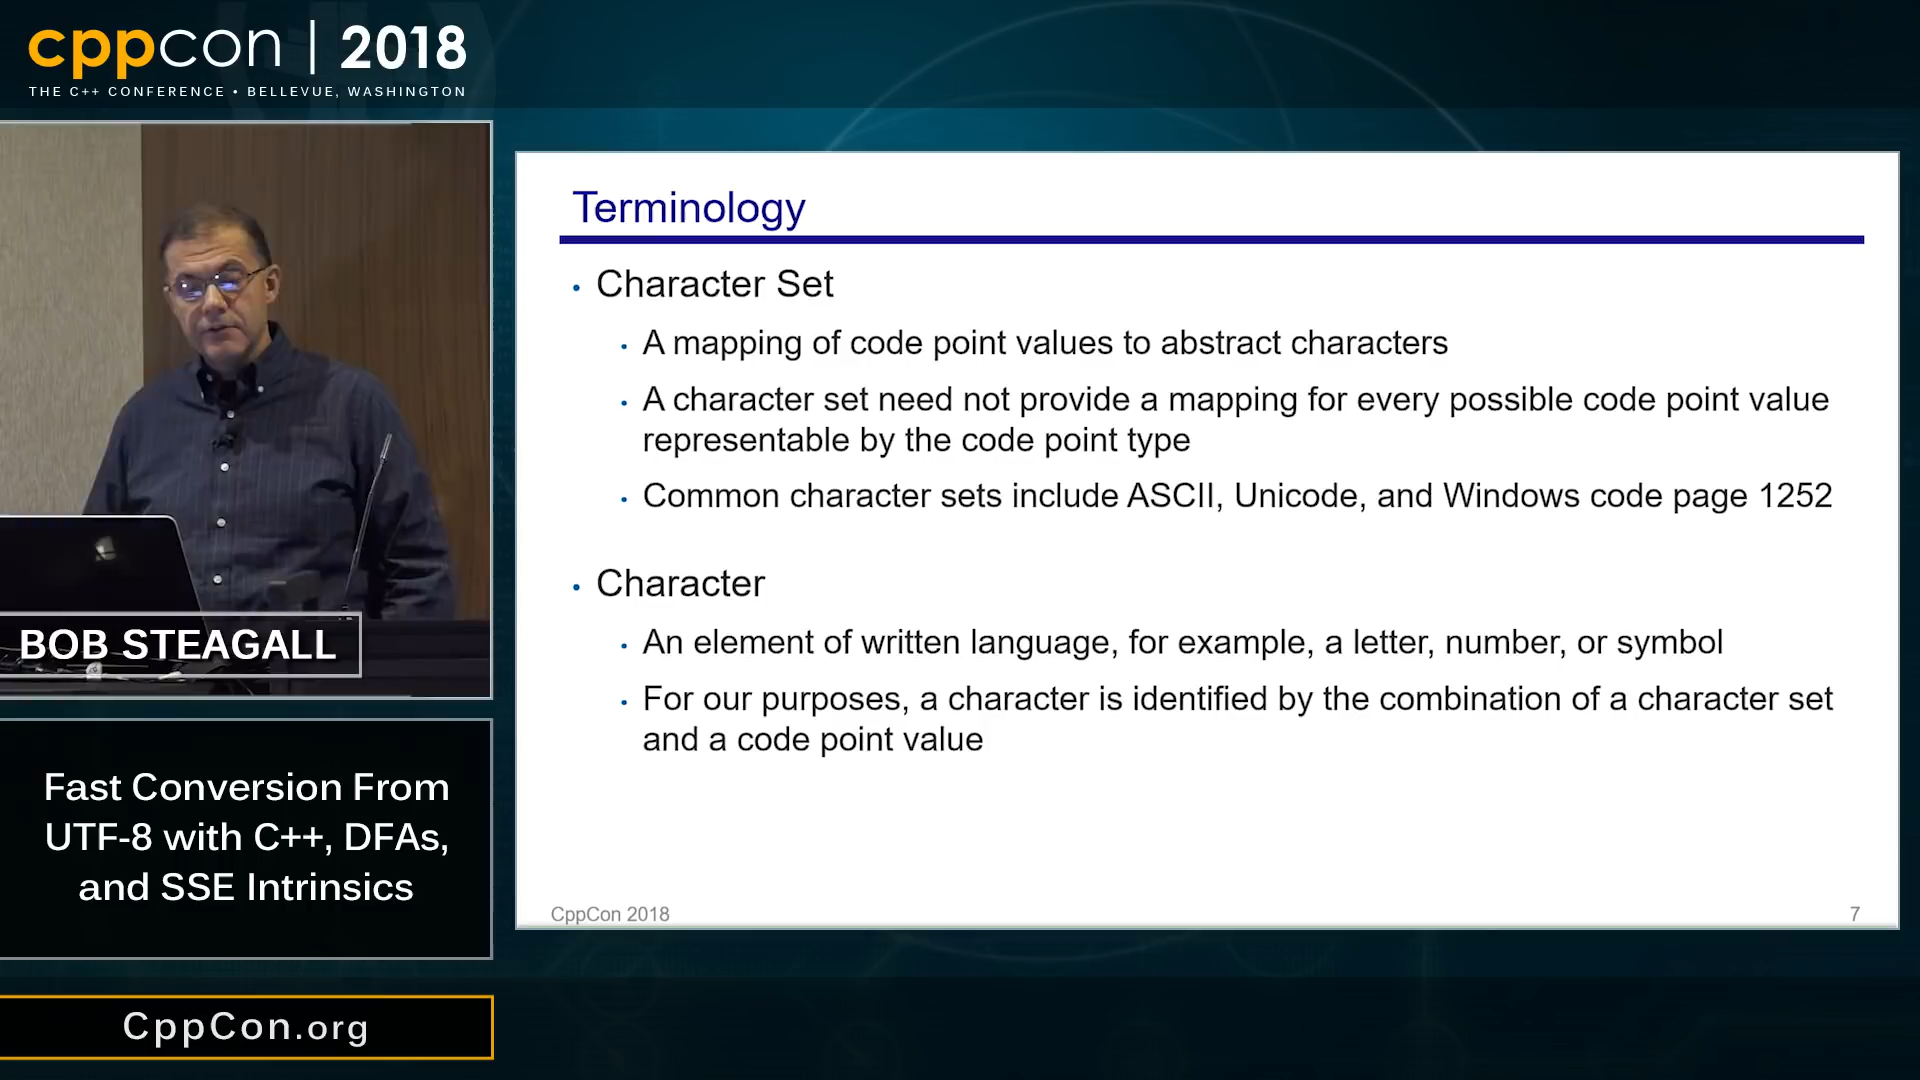 cppcon | 2018
THE C++ CONFERENCE • BELLEVUE, WASHINGTON
BOB STEAGALL
Fast Conversion From
UTF-8 with C++, DFAs,
and SSE Intrinsics
CppCon.org
Terminology
• Character Set
• A mapping of code point values to abstract characters
• A character set need not provide a mapping for every possible code point value
representable by the code point type
• Common character sets include ASCII, Unicode, and Windows code page 1252
• Character
• An element of written language, for example, a letter, number, or symbol
• For our purposes, a character is identified by the combination of a character set
and a code point value
CppCon 2018
7